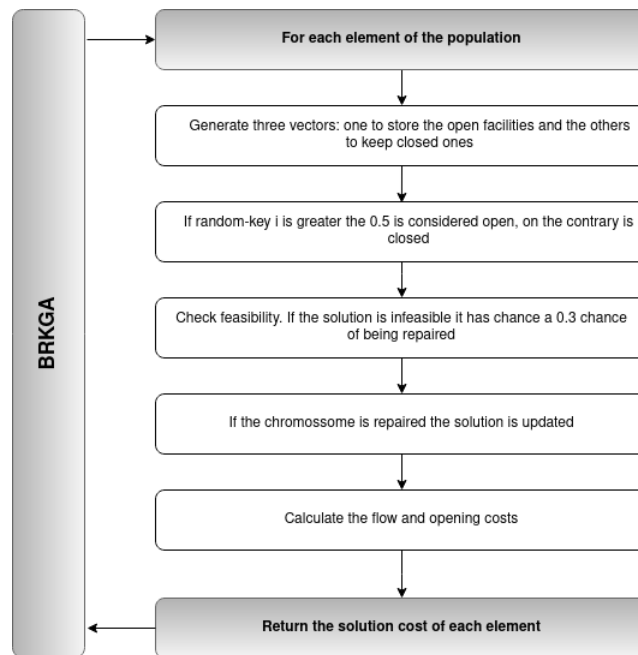 BRKGA
For each element of the population
Generate three vectors: one to store the open facilities and the others
to keep closed ones
If random-key i is greater the 0.5 is considered open, on the contrary is
closed
Check feasibility. If the solution is infeasible it has chance a 0.3 chance
of being repaired
If the chromossome is repaired the solution is updated
Calculate the flow and opening costs
Return the solution cost of each element